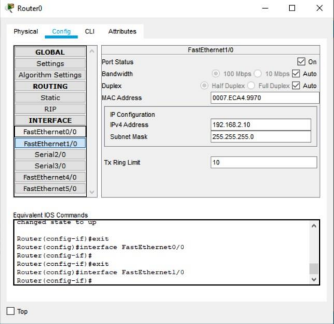 Router0
Physical Config CLI Attributes
GLOBAL
Settings
Algorithm Settings
ROUTING
Static
RIP
INTERFACE
FastEthernet0/0
FastEthernet1/0
Serial2/0
Serial3/0
FastEthernet4/0
FastEthernet5/0
FastEthernet1/0
Port Status On
Bandwidth 100 Mbps 10 Mbps Auto
Duplex Half Duplex Full Duplex Auto
MAC Address 0007.ECA4.9970
IP Configuration
IPv4 Address 192.168.2.10
Subnet Mask 255.255.255.0
Tx Ring Limit 10
Equivalent IOS Commands
changed state to up
Router(config-if)#exit
Router(config)#interface FastEthernet0/0
Router(config-if)#
Router(config-if)#exit
Router(config)#interface FastEthernet1/0
Router(config-if)#
Top